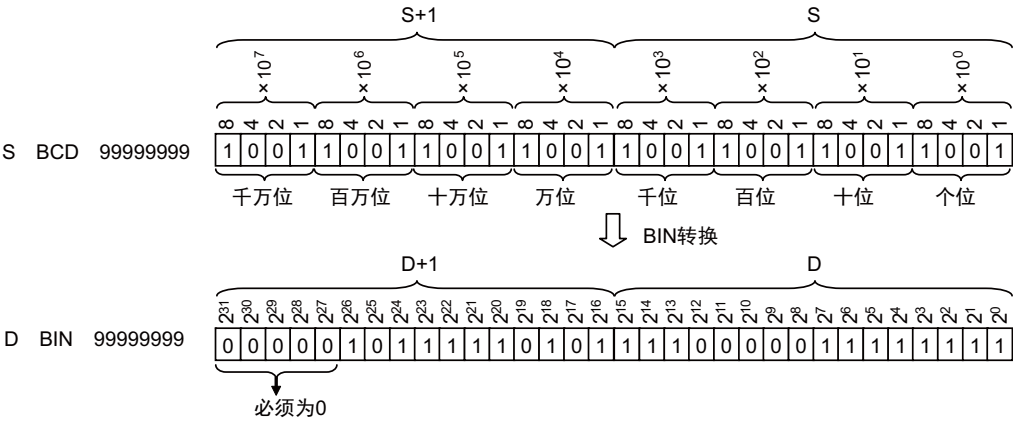 S+1 S
×10⁷ ×10⁶ ×10⁵ ×10⁴ ×10³ ×10² ×10¹ ×10⁰
8 4 2 1 8 4 2 1 8 4 2 1 8 4 2 1 8 4 2 1 8 4 2 1 8 4 2 1 8 4 2 1
S BCD 99999999 1 0 0 1 1 0 0 1 1 0 0 1 1 0 0 1 1 0 0 1 1 0 0 1 1 0 0 1 1 0 0 1
千万位 百万位 十万位 万位 千位 百位 十位 个位
BIN转换
D+1 D
2³¹ 2³⁰ 2²⁹ 2²⁸ 2²⁷ 2²⁶ 2²⁵ 2²⁴ 2²³ 2²² 2²¹ 2²⁰ 2¹⁹ 2¹⁸ 2¹⁷ 2¹⁶ 2¹⁵ 2¹⁴ 2¹³ 2¹² 2¹¹ 2¹⁰ 2⁹ 2⁸ 2⁷ 2⁶ 2⁵ 2⁴ 2³ 2² 2¹ 2⁰
D BIN 99999999 0 0 0 0 0 1 0 1 1 1 1 1 0 1 0 1 1 1 1 0 0 0 0 0 1 1 1 1 1 1 1 1
必须为0